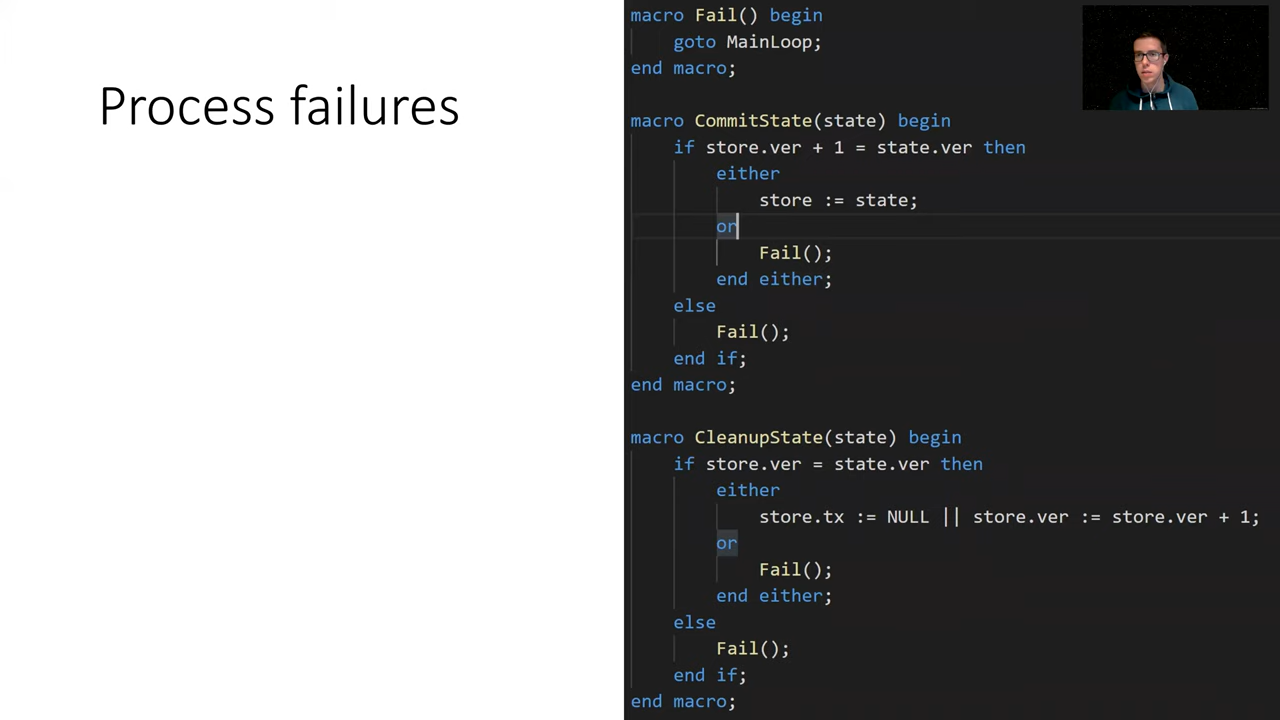 Process failures
macro Fail() begin
goto MainLoop;
end macro;
macro CommitState(state) begin
if store.ver + 1 = state.ver then
either
store := state;
or
Fail();
end either;
else
Fail();
end if;
end macro;
macro CleanupState(state) begin
if store.ver = state.ver then
either
store.tx := NULL || store.ver := store.ver + 1;
or
Fail();
end either;
else
Fail();
end if;
end macro;